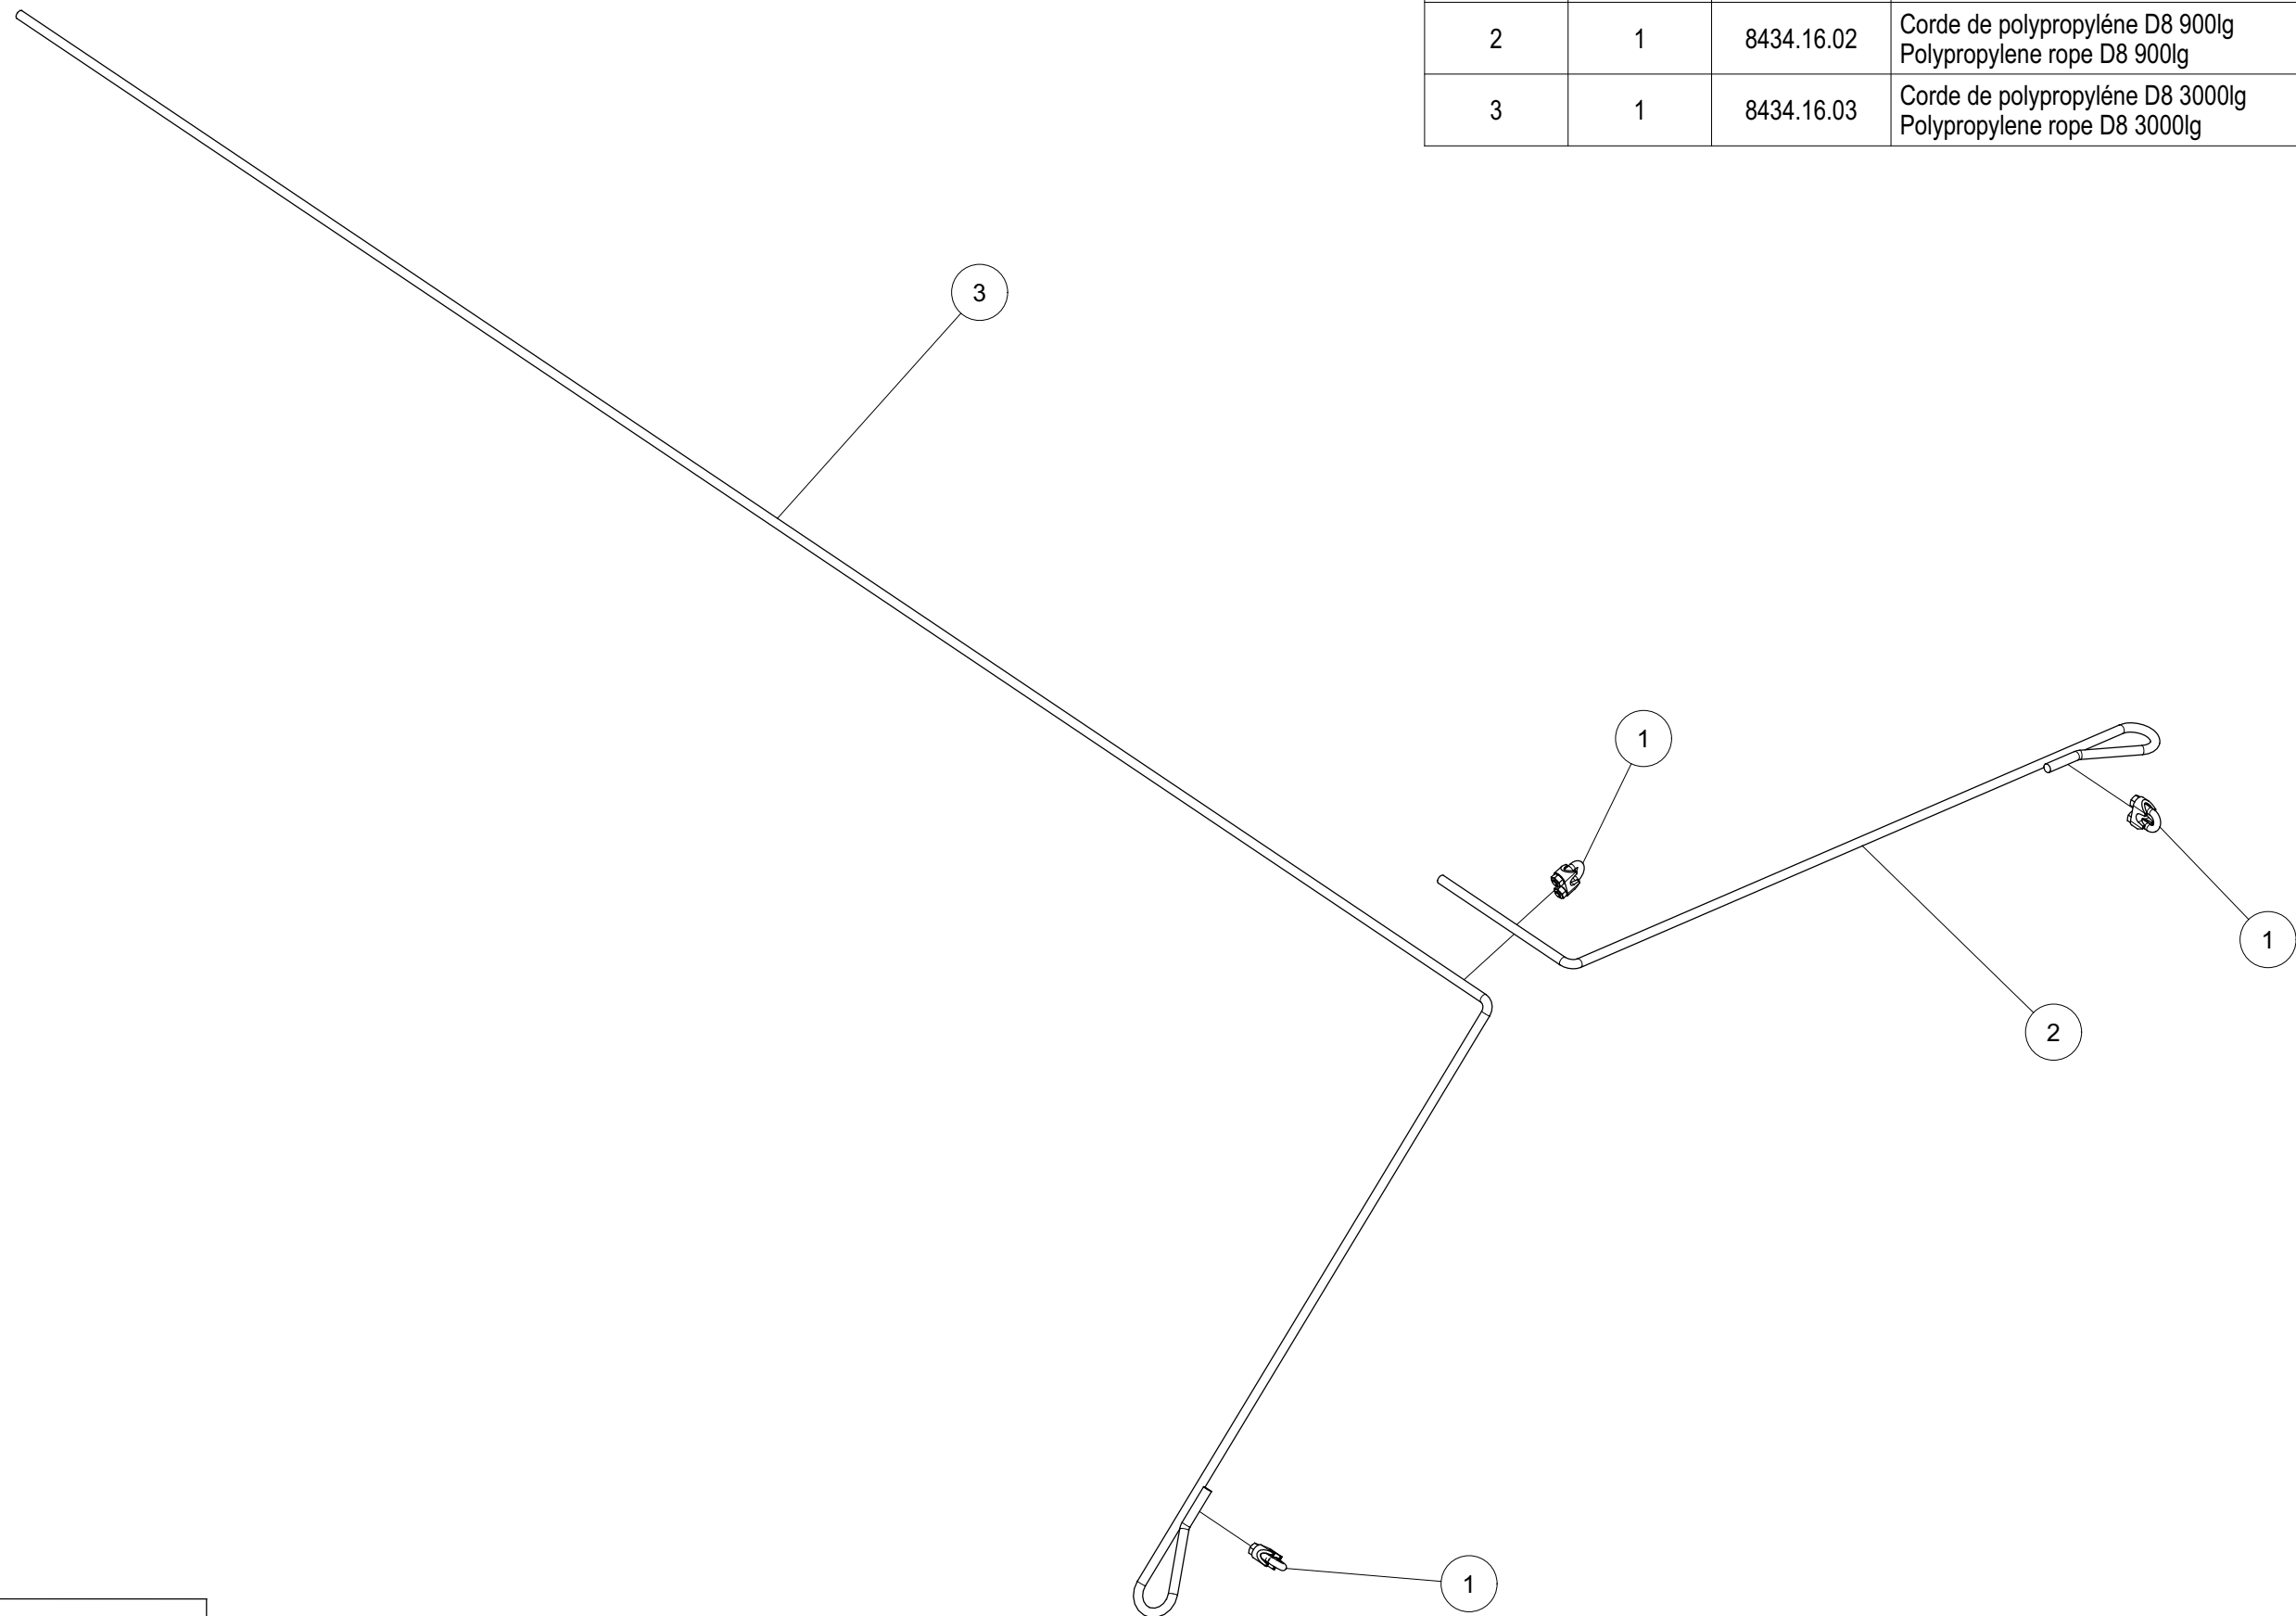 2 1 8434.16.02 Corde de polypropyléne D8 900lg
Polypropylene rope D8 900lg
3 1 8434.16.03 Corde de polypropyléne D8 3000lg
Polypropylene rope D8 3000lg
3
1
1
2
1